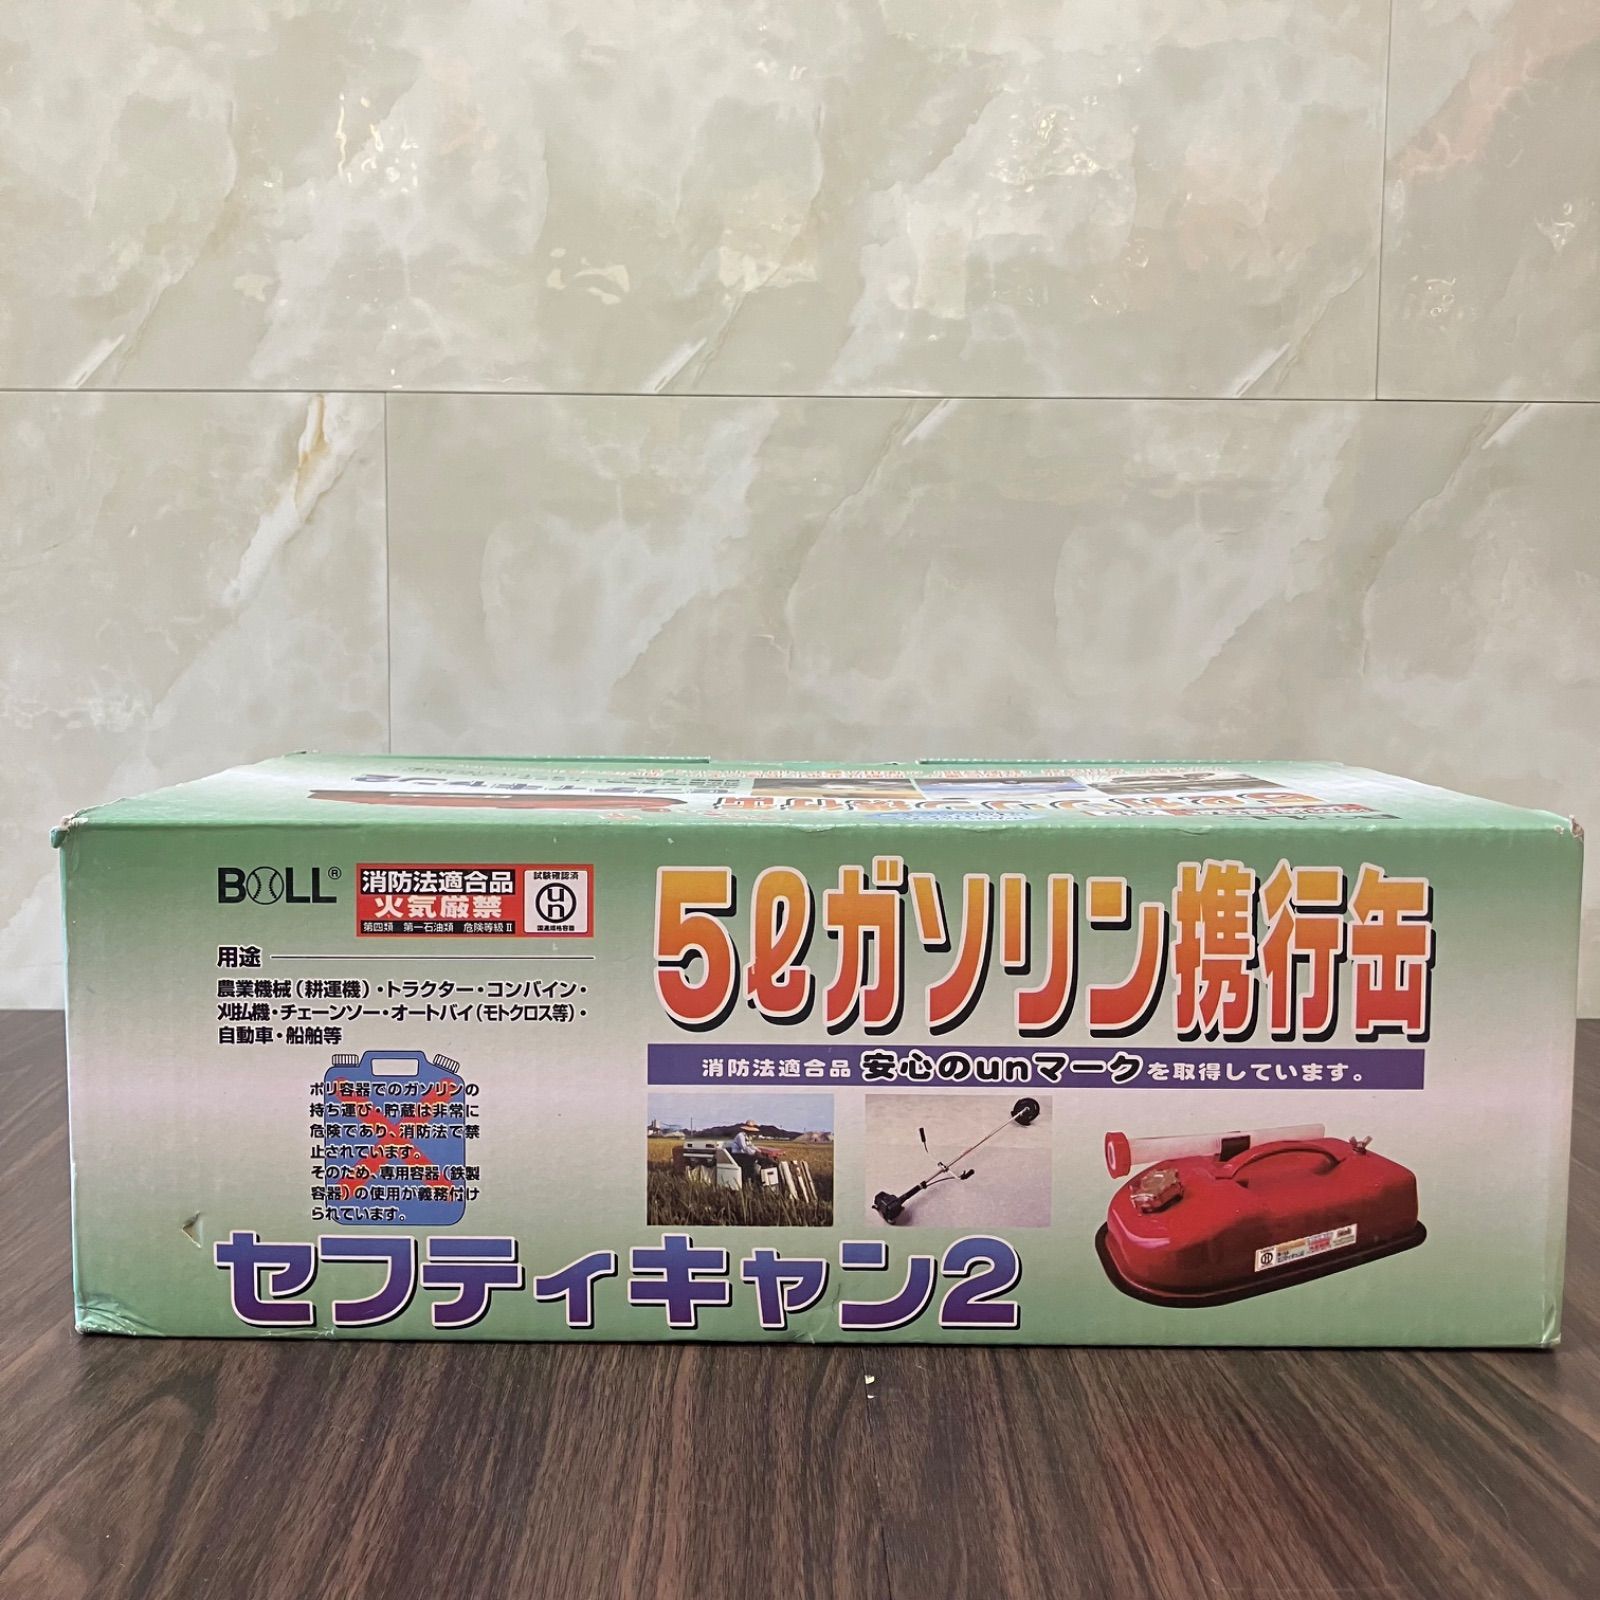 BOLL®
消防法適合品
火気厳禁
第四類 第一石油類 危険等級Ⅱ
試験確認済
un
5ℓガソリン携行缶
用途
農業機械(耕運機)・トラクター・コンバイン・
刈払機・チェーンソー・オートバイ(モトクロス等)・
自動車・船舶等
消防法適合品 安心のunマークを取得しています。
ポリ容器でのガソリンの
持ち運び・貯蔵は非常に
危険であり、消防法で禁
止されています。
そのため、専用容器(鉄製
容器)の使用が義務付け
られています。
セフティキャン2